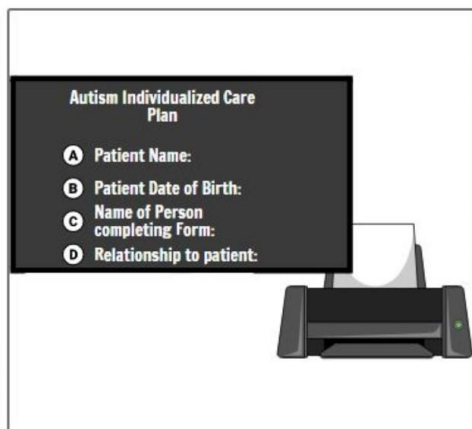 Autism Individualized Care
Plan
A Patient Name:
B Patient Date of Birth:
C Name of Person
completing Form:
D Relationship to patient: